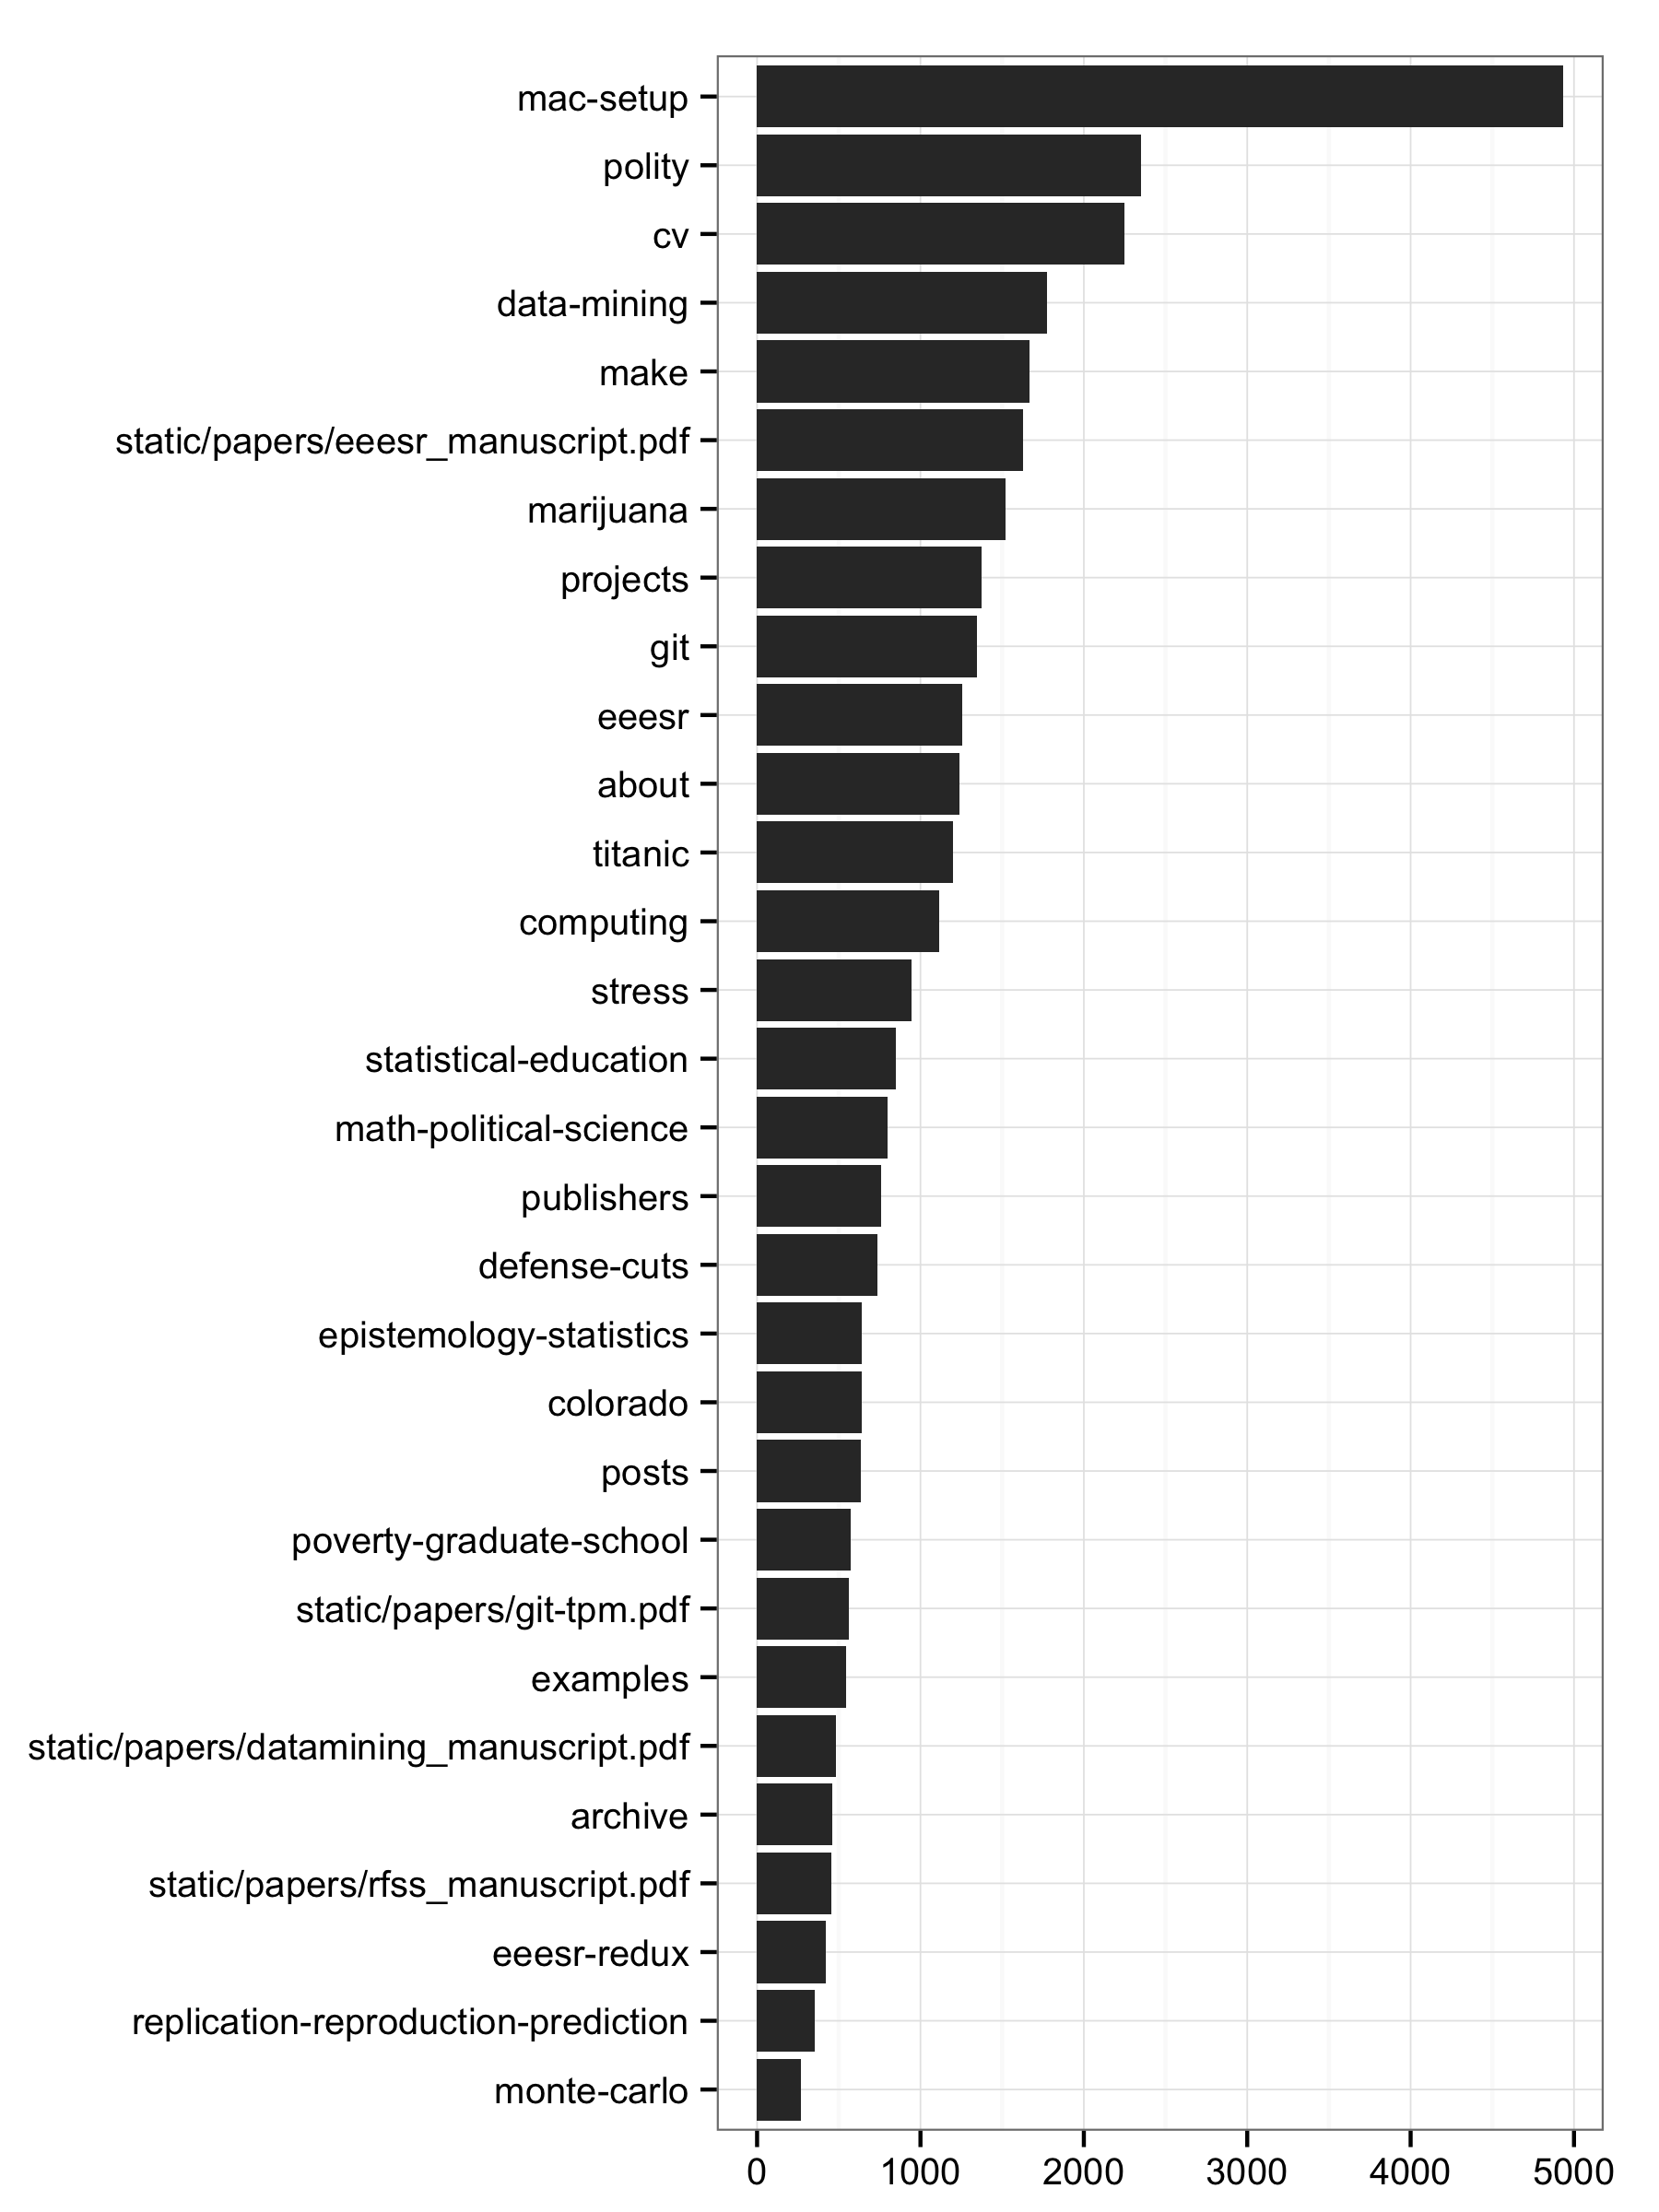 mac-setup
polity
cv
data-mining
make
static/papers/eeesr_manuscript.pdf
marijuana
projects
git
eeesr
about
titanic
computing
stress
statistical-education
math-political-science
publishers
defense-cuts
epistemology-statistics
colorado
posts
poverty-graduate-school
static/papers/git-tpm.pdf
examples
static/papers/datamining_manuscript.pdf
archive
static/papers/rfss_manuscript.pdf
eeesr-redux
replication-reproduction-prediction
monte-carlo
0 1000 2000 3000 4000 5000